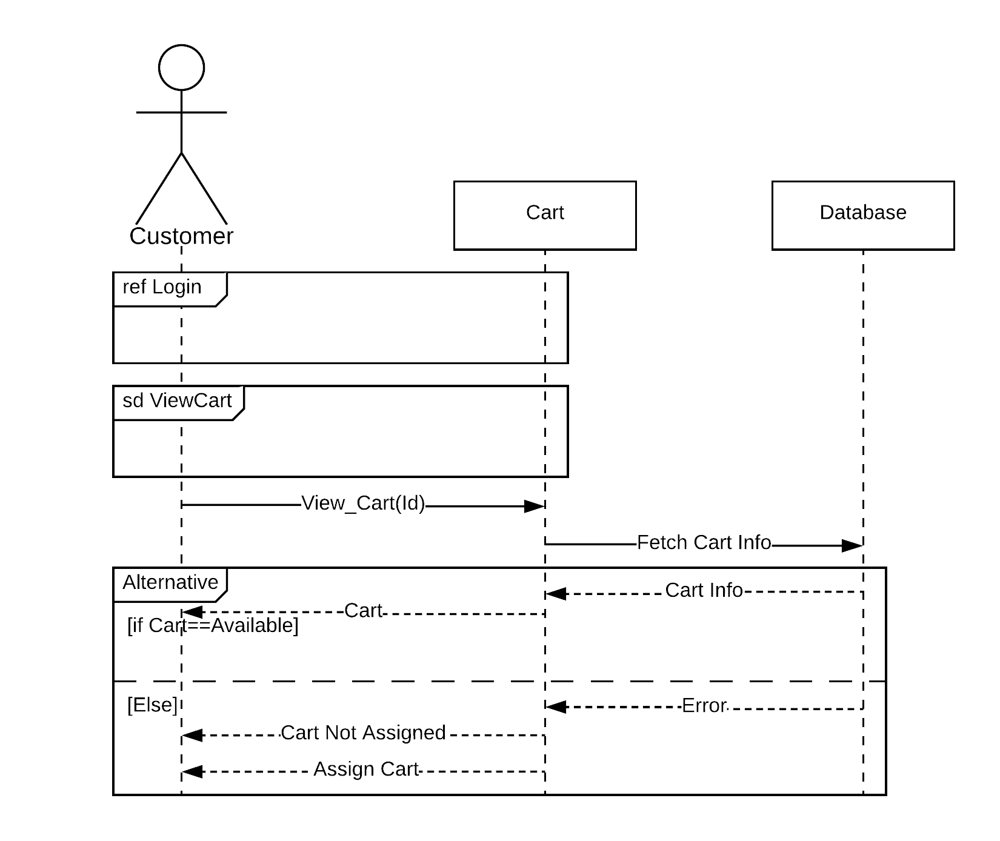 Customer
Cart
Database
ref Login
sd ViewCart
View_Cart(Id)
Fetch Cart Info
Alternative
Cart Info
Cart
[if Cart==Available]
[Else]
Error
Cart Not Assigned
Assign Cart